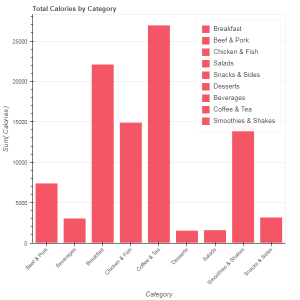 Total Calories by Category
Breakfast
Beef & Pork
Chicken & Fish
Salads
Snacks & Sides
Desserts
Beverages
Coffee & Tea
Smoothies & Shakes
25000
20000
15000
10000
5000
0
Sum( Calories )
Beef & Pork
Beverages
Breakfast
Chicken & Fish
Coffee & Tea
Desserts
Salads
Smoothies & Shakes
Snacks & Sides
Category